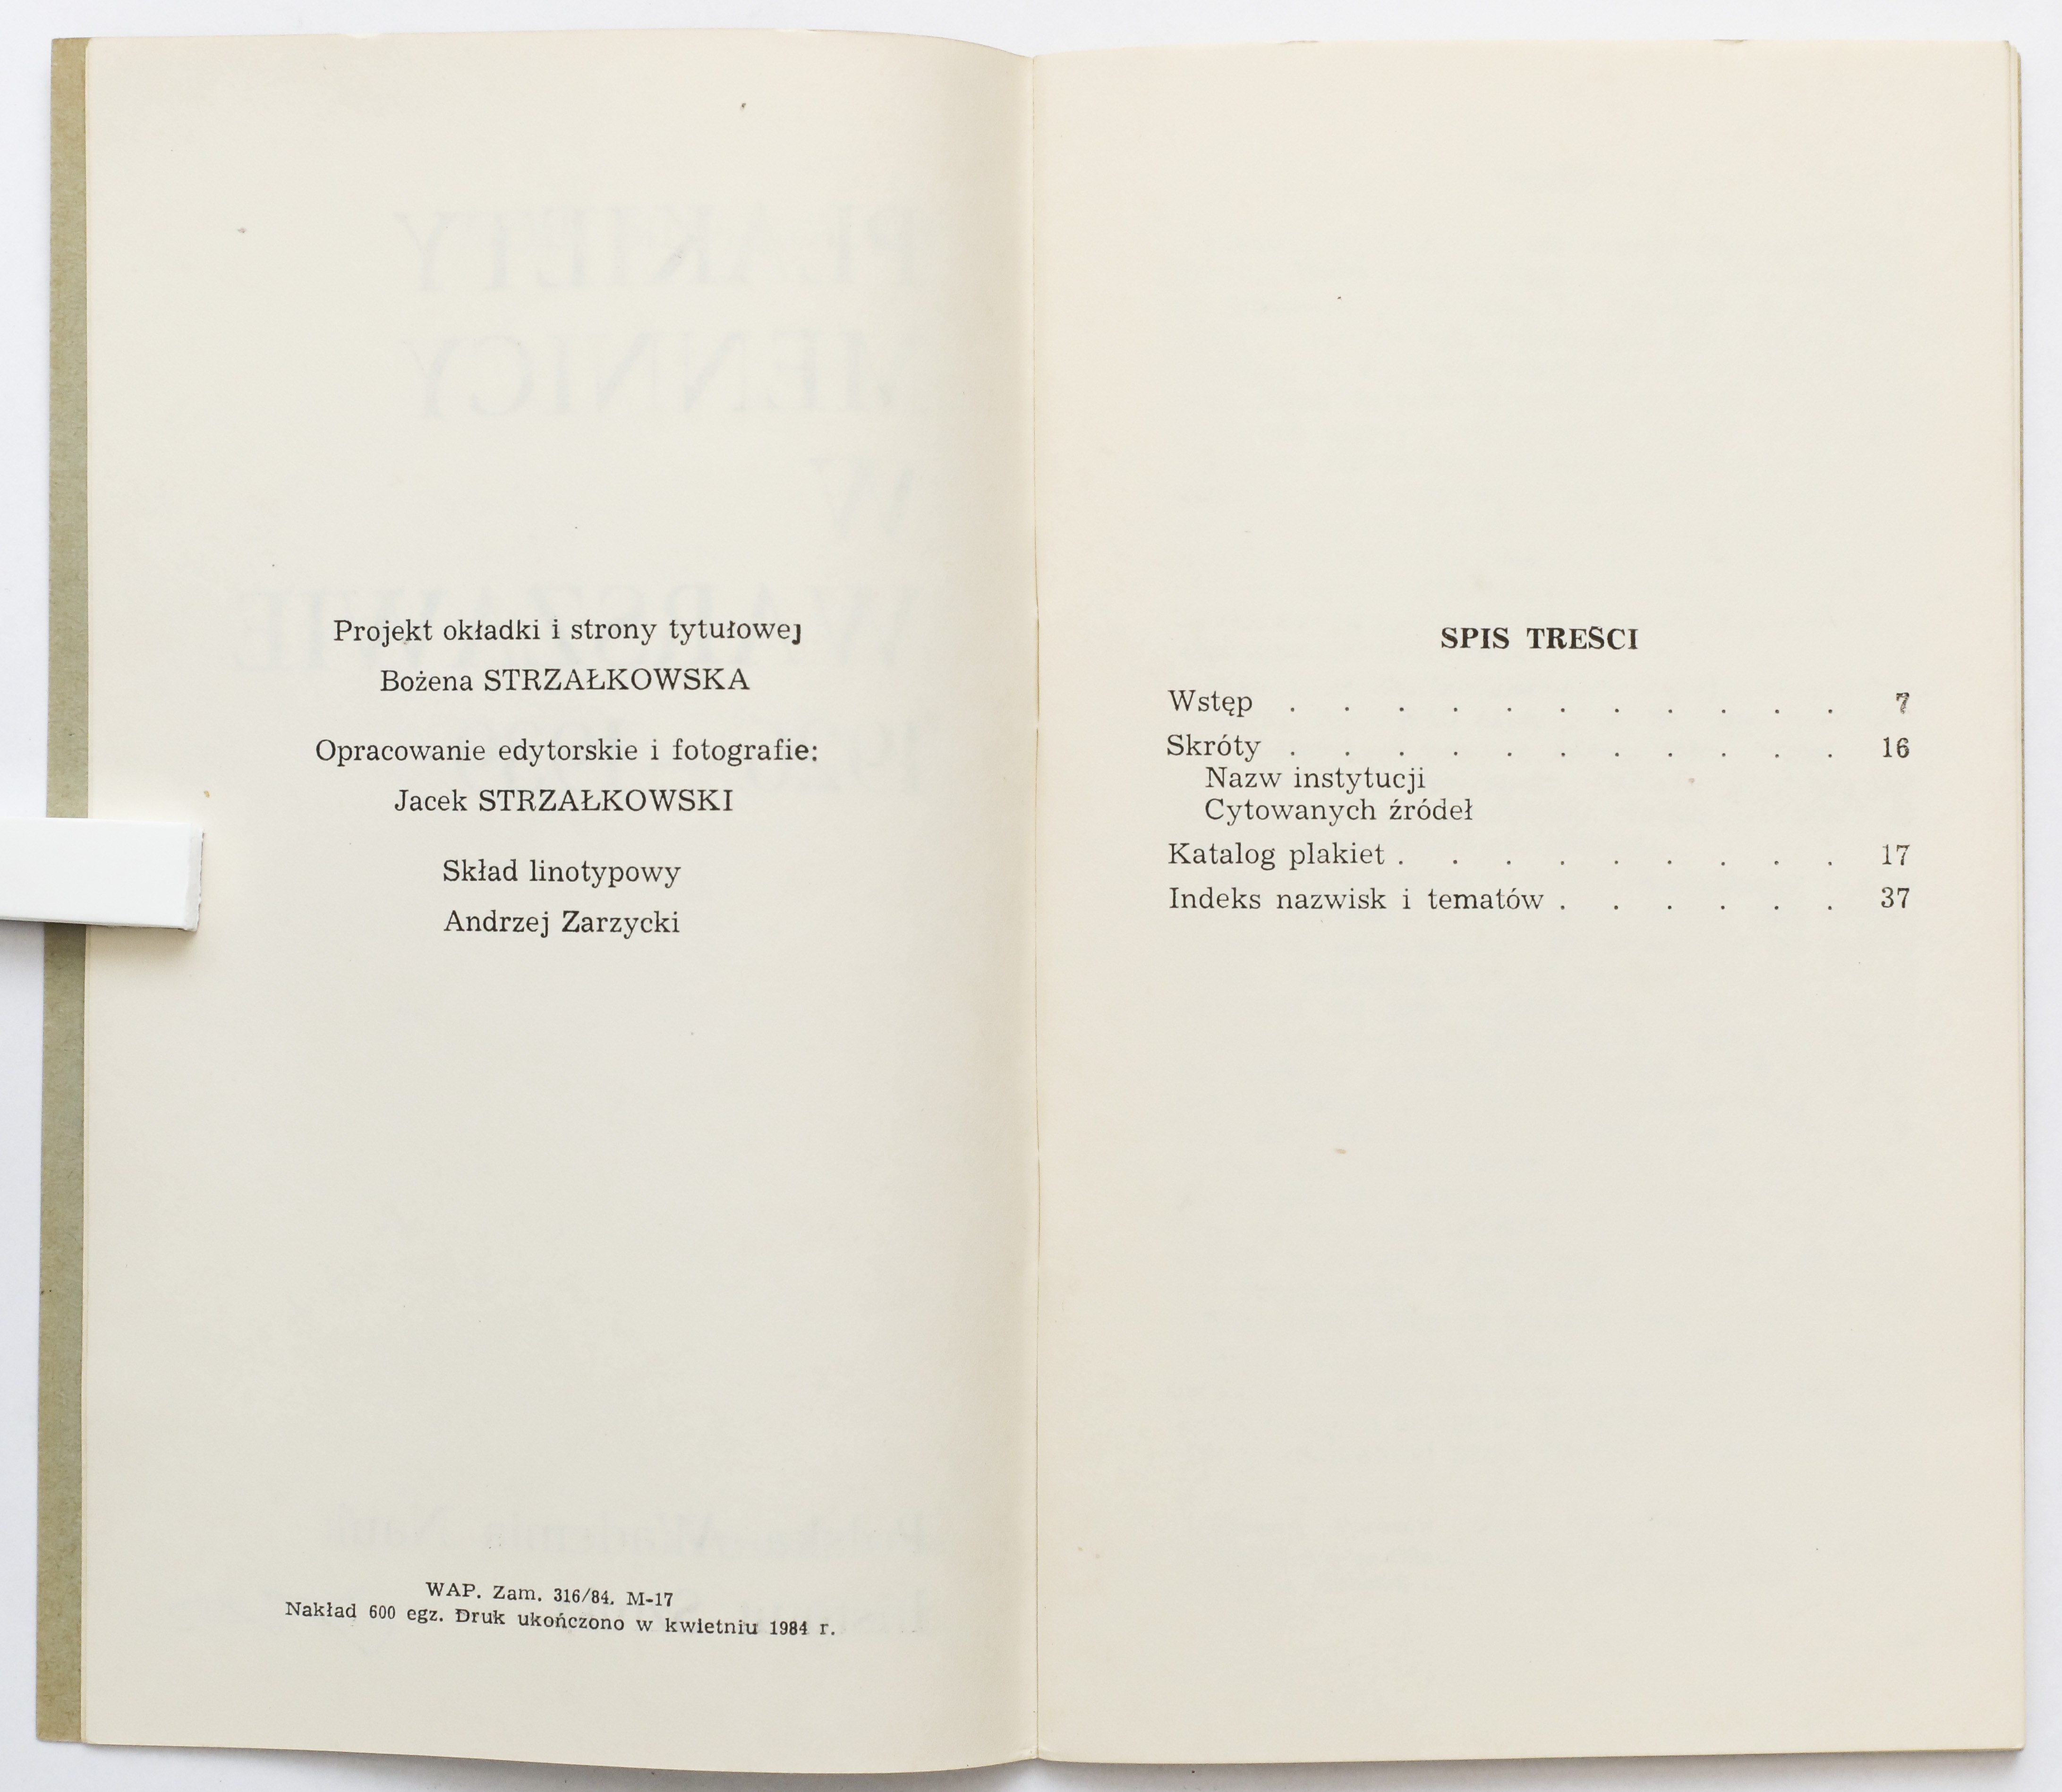 Projekt okładki i strony tytułowej
Bożena STRZAŁKOWSKA
Opracowanie edytorskie i fotografie:
Jacek STRZAŁKOWSKI
Skład linotypowy
Andrzej Zarzycki
WAP. Zam. 316/84. M-17
Nakład 600 egz. Druk ukończono w kwietniu 1984 r.
SPIS TREŚCI
Wstęp . . . . . . . . . . . 7
Skróty . . . . . . . . . . . 16
Nazw instytucji
Cytowanych źródeł
Katalog plakiet . . . . . . . . . 17
Indeks nazwisk i tematów . . . . . . 37